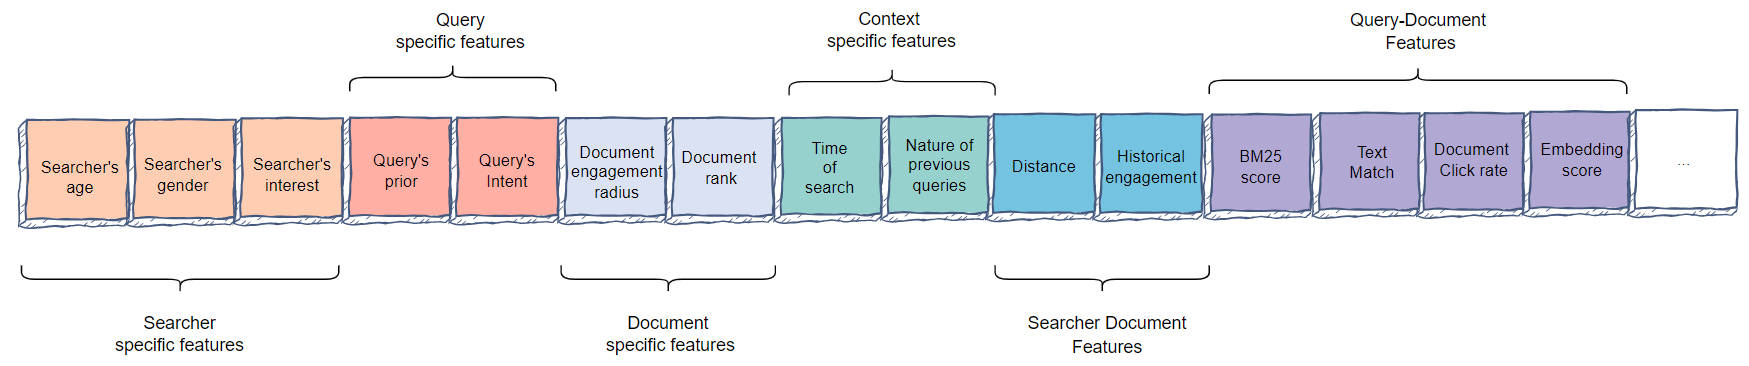 Query
specific features
Context
specific features
Query-Document
Features
Searcher's
age
Searcher's
gender
Searcher's
interest
Query's
prior
Query's
Intent
Document
engagement
radius
Document
rank
Time
of
search
Nature of
previous
queries
Distance
Historical
engagement
BM25
score
Text
Match
Document
Click rate
Embedding
score
...
Searcher
specific features
Document
specific features
Searcher Document
Features